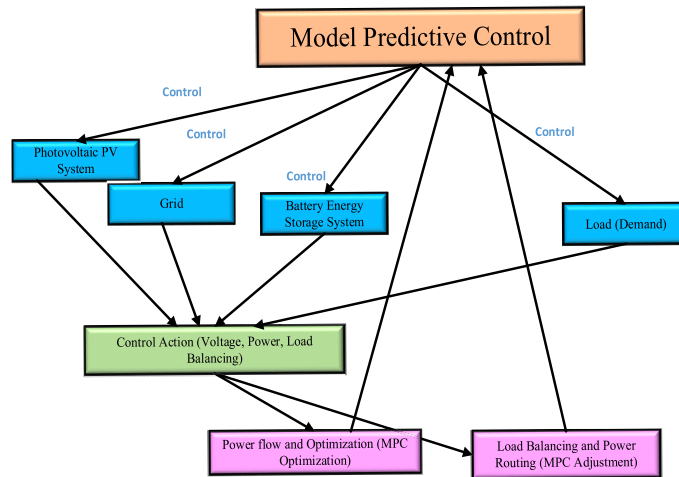 Model Predictive Control
Control
Control
Control
Control
Photovoltaic PV
System
Grid
Battery Energy
Storage System
Load (Demand)
Control Action (Voltage, Power, Load
Balancing)
Power flow and Optimization (MPC
Optimization)
Load Balancing and Power
Routing (MPC Adjustment)